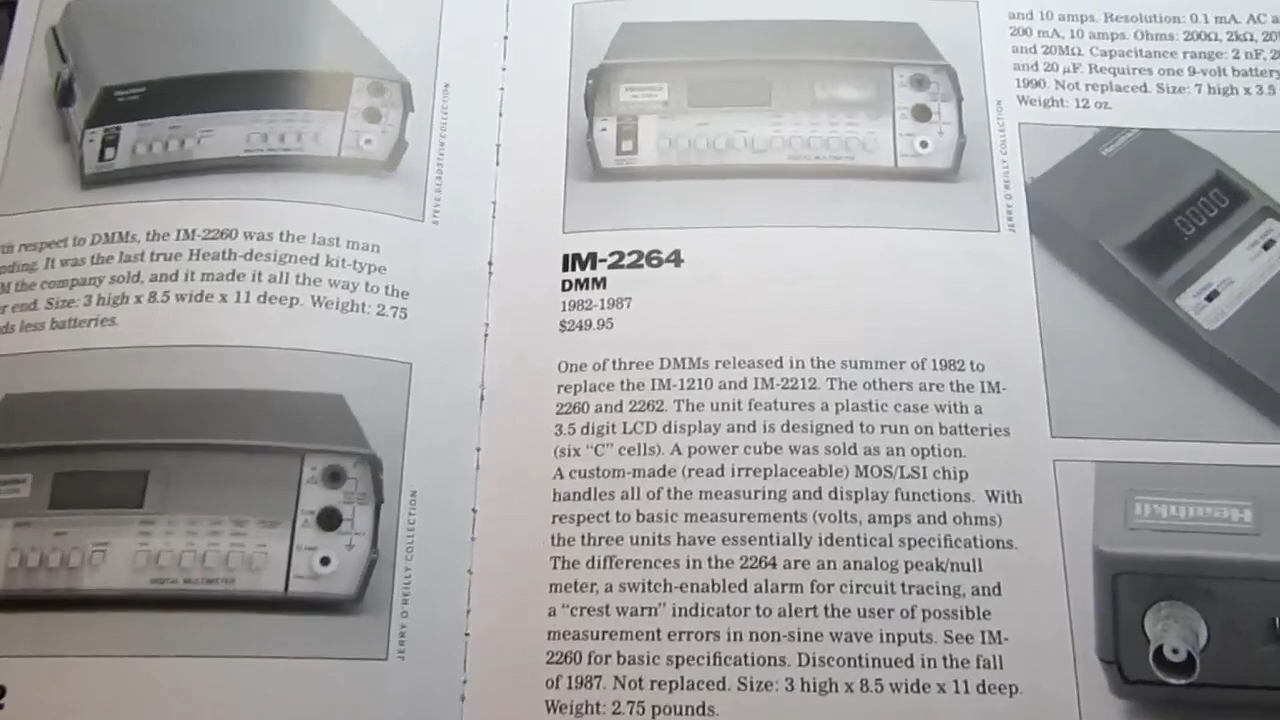 STEVE BERNSTEIN COLLECTION
respect to DMMs, the IM-2260 was the last man
It was the last true Heath-designed kit-type
the company sold, and it made it all the way to the
end. Size: 3 high x 8.5 wide x 11 deep. Weight: 2.75
less batteries.
DIGITAL MULTIMETER
JERRY O'REILLY COLLECTION
2
DIGITAL MULTIMETER
JERRY O'REILLY COLLECTION
IM-2264
DMM
1982-1987
$249.95
One of three DMMs released in the summer of 1982 to
replace the IM-1210 and IM-2212. The others are the IM-
2260 and 2262. The unit features a plastic case with a
3.5 digit LCD display and is designed to run on batteries
(six “C” cells). A power cube was sold as an option.
A custom-made (read irreplaceable) MOS/LSI chip
handles all of the measuring and display functions. With
respect to basic measurements (volts, amps and ohms)
the three units have essentially identical specifications.
The differences in the 2264 are an analog peak/null
meter, a switch-enabled alarm for circuit tracing, and
a “crest warn” indicator to alert the user of possible
measurement errors in non-sine wave inputs. See IM-
2260 for basic specifications. Discontinued in the fall
of 1987. Not replaced. Size: 3 high x 8.5 wide x 11 deep.
Weight: 2.75 pounds.
and 10 amps. Resolution: 0.1 mA. AC
200 mA, 10 amps. Ohms: 200Ω, 2kΩ,
and 20MΩ. Capacitance range: 2 nF,
and 20 µF. Requires one 9-volt
1990. Not replaced. Size: 7 high x 3.5
Weight: 12 oz.
.0000
Heathkit